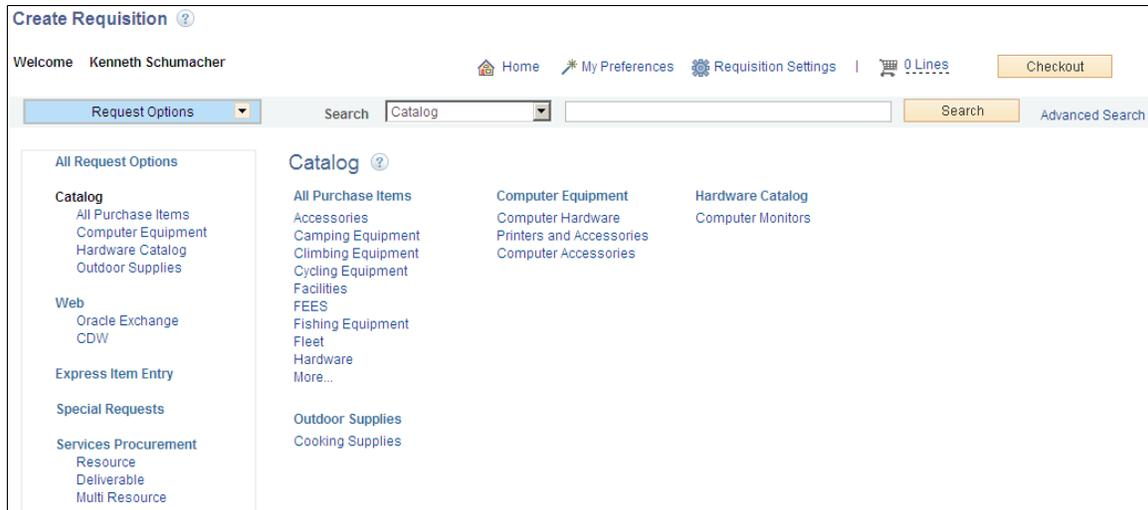 Create Requisition ?
Welcome Kenneth Schumacher
Home My Preferences Requisition Settings | 0 Lines Checkout
Request Options Search Catalog Search Advanced Search
All Request Options
Catalog
All Purchase Items
Computer Equipment
Hardware Catalog
Outdoor Supplies
Web
Oracle Exchange
CDW
Express Item Entry
Special Requests
Services Procurement
Resource
Deliverable
Multi Resource
Catalog ?
All Purchase Items
Accessories
Camping Equipment
Climbing Equipment
Cycling Equipment
Facilities
FEES
Fishing Equipment
Fleet
Hardware
More...
Computer Equipment
Computer Hardware
Printers and Accessories
Computer Accessories
Hardware Catalog
Computer Monitors
Outdoor Supplies
Cooking Supplies